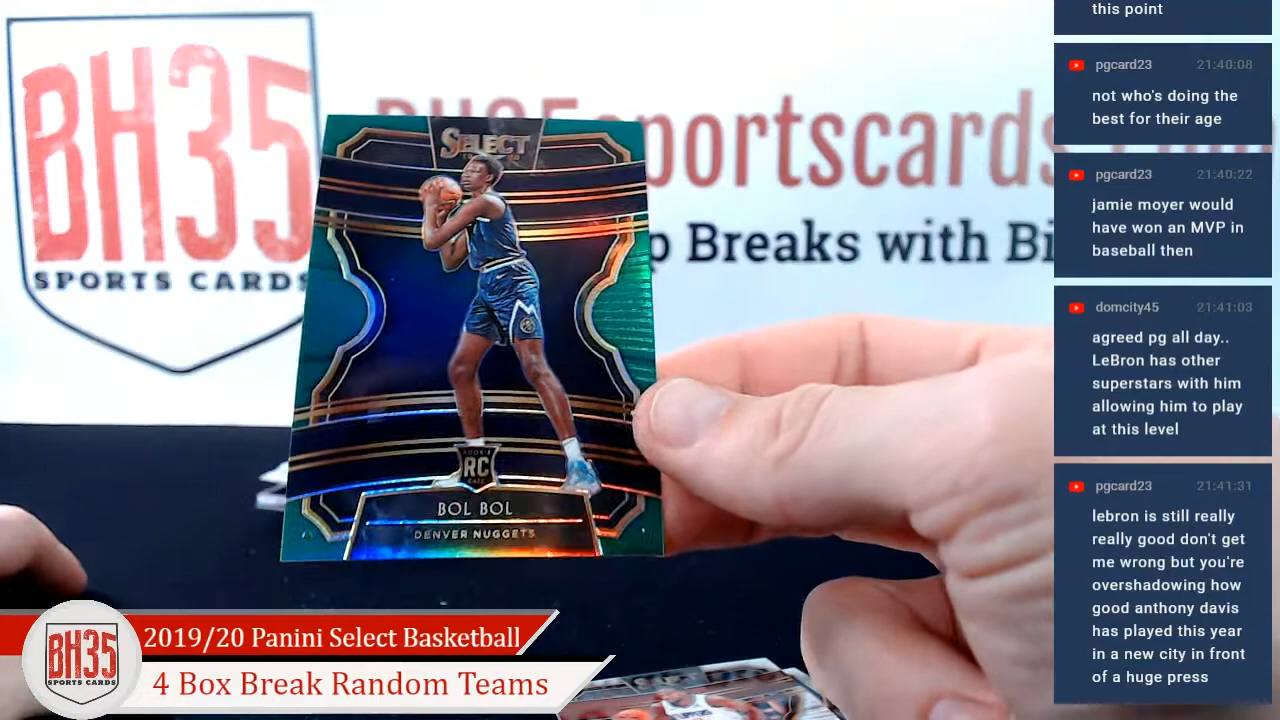 BH35
SPORTS CARDS
sportscards
Breaks with Bi
SELECT
RC
BOL BOL
DENVER NUGGETS
BH35
SPORTS CARDS
2019/20 Panini Select Basketball
4 Box Break Random Teams
this point
pgcard23 21:40:08
not who's doing the
best for their age
pgcard23 21:40:22
jamie moyer would
have won an MVP in
baseball then
domcity45 21:41:03
agreed pg all day..
LeBron has other
superstars with him
allowing him to play
at this level
pgcard23 21:41:31
lebron is still really
really good don't get
me wrong but you're
overshadowing how
good anthony davis
has played this year
in a new city in front
of a huge press